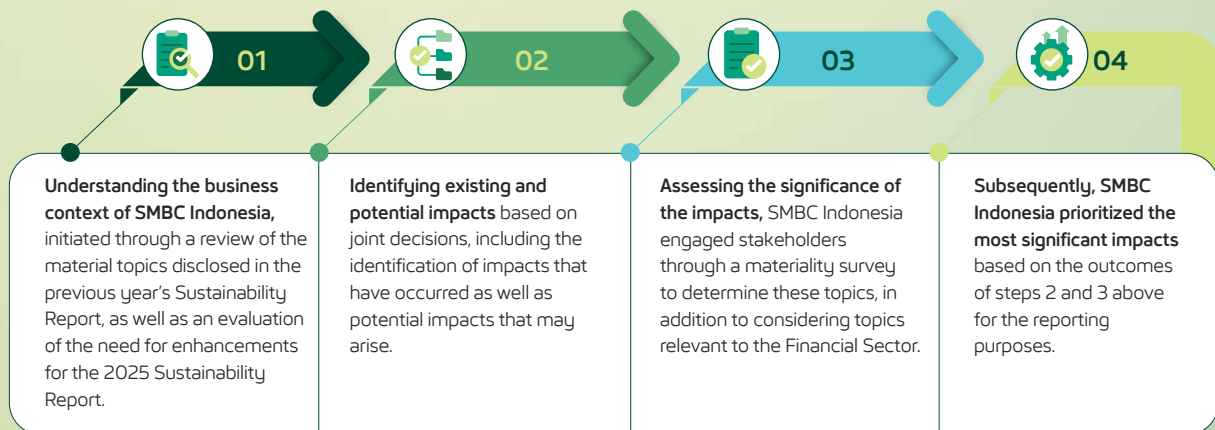 01
Understanding the business
context of SMBC Indonesia,
initiated through a review of the
material topics disclosed in the
previous year's Sustainability
Report, as well as an evaluation
of the need for enhancements
for the 2025 Sustainability
Report.
02
Identifying existing and
potential impacts based on
joint decisions, including the
identification of impacts that
have occurred as well as
potential impacts that may
arise.
03
Assessing the significance of
the impacts, SMBC Indonesia
engaged stakeholders
through a materiality survey
to determine these topics, in
addition to considering topics
relevant to the Financial Sector.
04
Subsequently, SMBC
Indonesia prioritized the
most significant impacts
based on the outcomes
of steps 2 and 3 above
for the reporting
purposes.